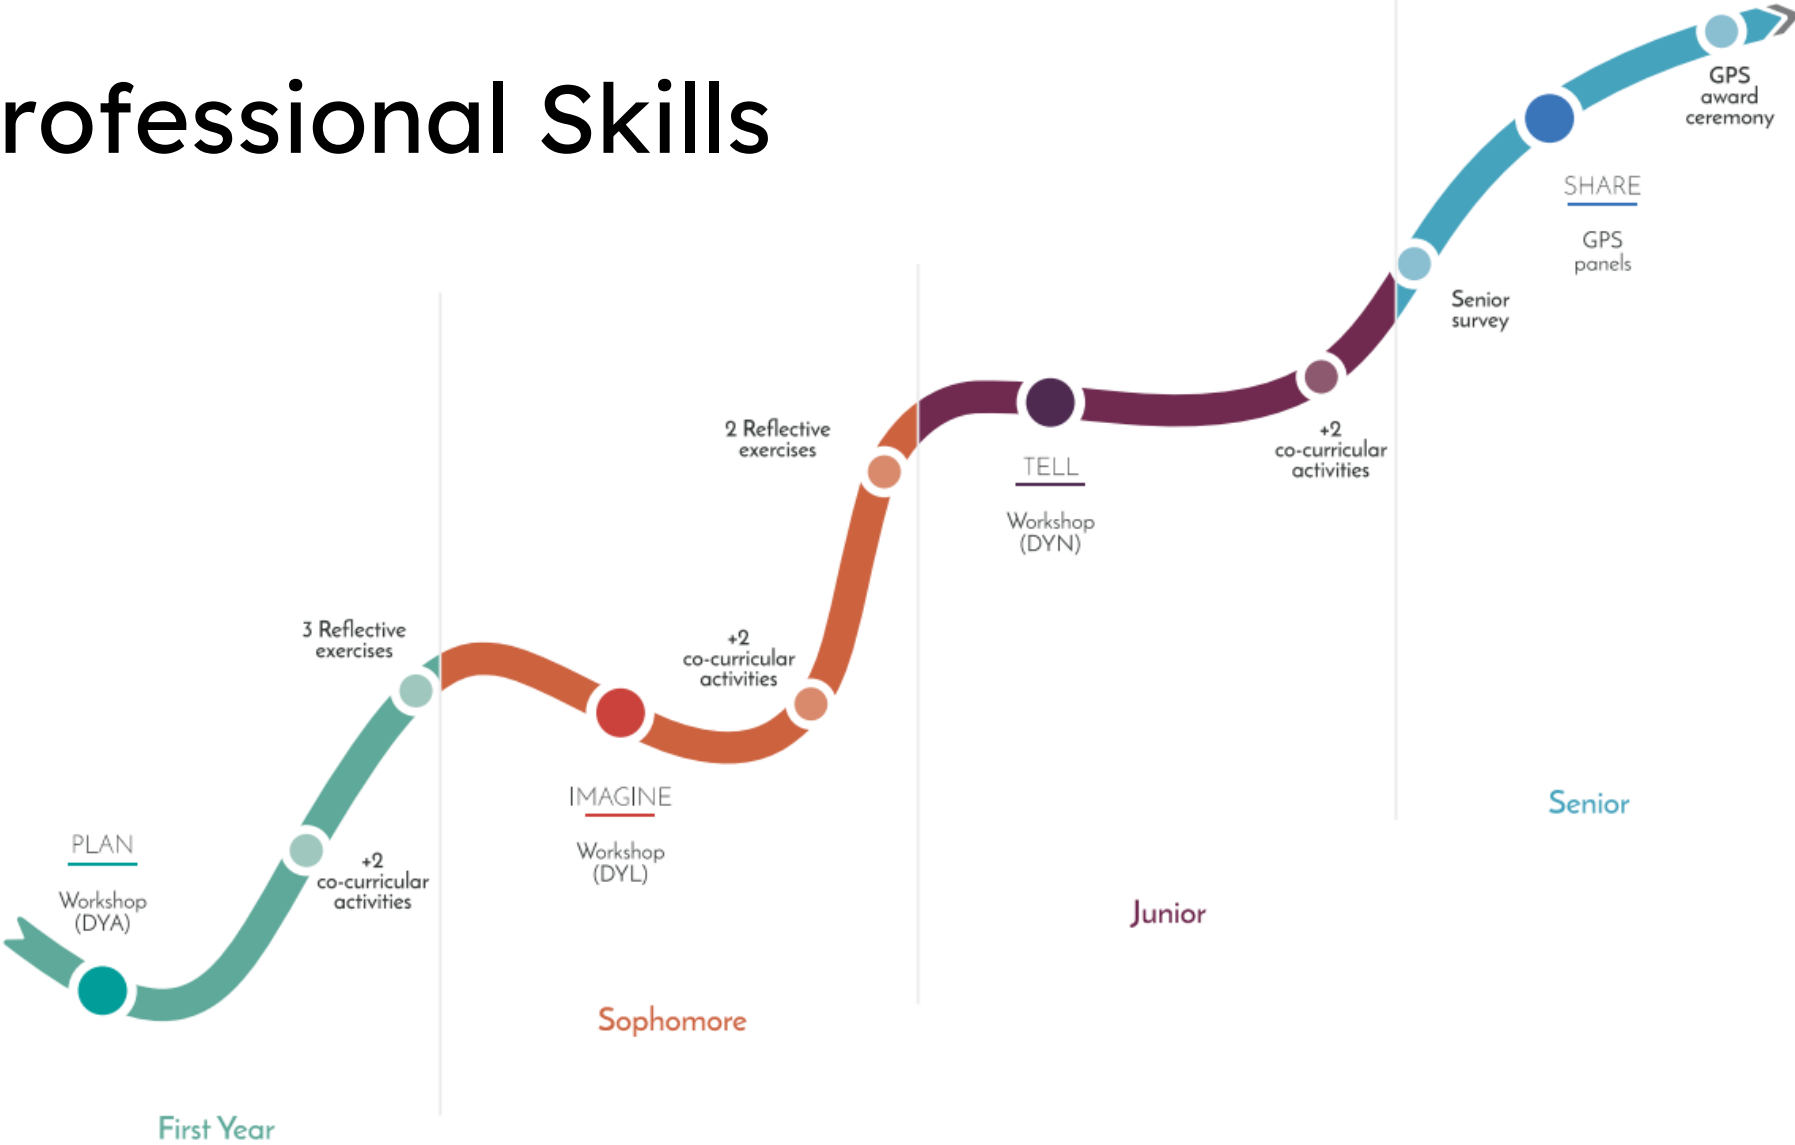 rofessional Skills
PLAN
Workshop
(DYA)
+2
co-curricular
activities
3 Reflective
exercises
First Year
IMAGINE
Workshop
(DYL)
+2
co-curricular
activities
2 Reflective
exercises
Sophomore
TELL
Workshop
(DYN)
+2
co-curricular
activities
Junior
Senior
survey
SHARE
GPS
panels
GPS
award
ceremony
Senior